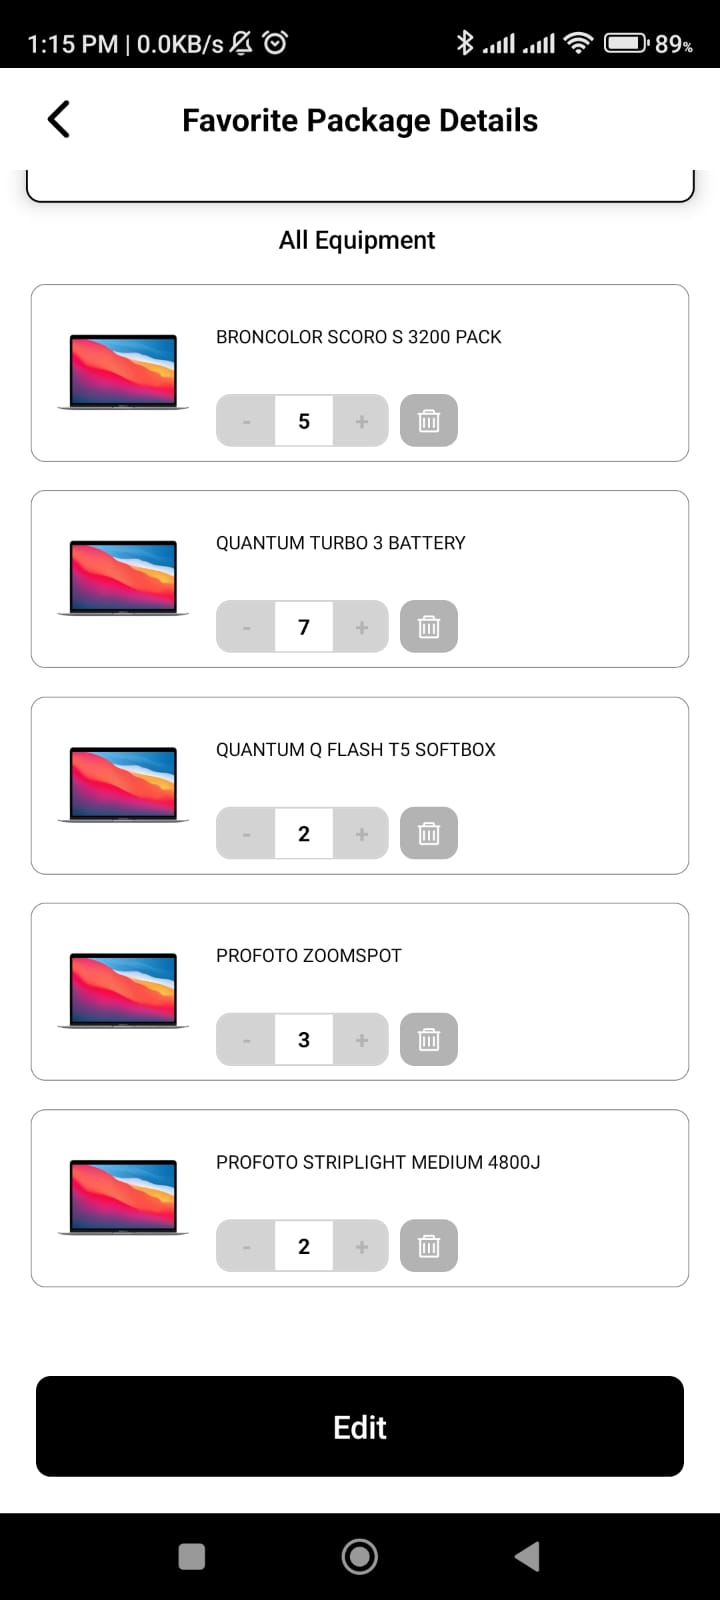 1:15 PM | 0.0KB/s 89%
Favorite Package Details
All Equipment
BRONCOLOR SCORO S 3200 PACK
- 5 +
QUANTUM TURBO 3 BATTERY
- 7 +
QUANTUM Q FLASH T5 SOFTBOX
- 2 +
PROFOTO ZOOMSPOT
- 3 +
PROFOTO STRIPLIGHT MEDIUM 4800J
- 2 +
Edit